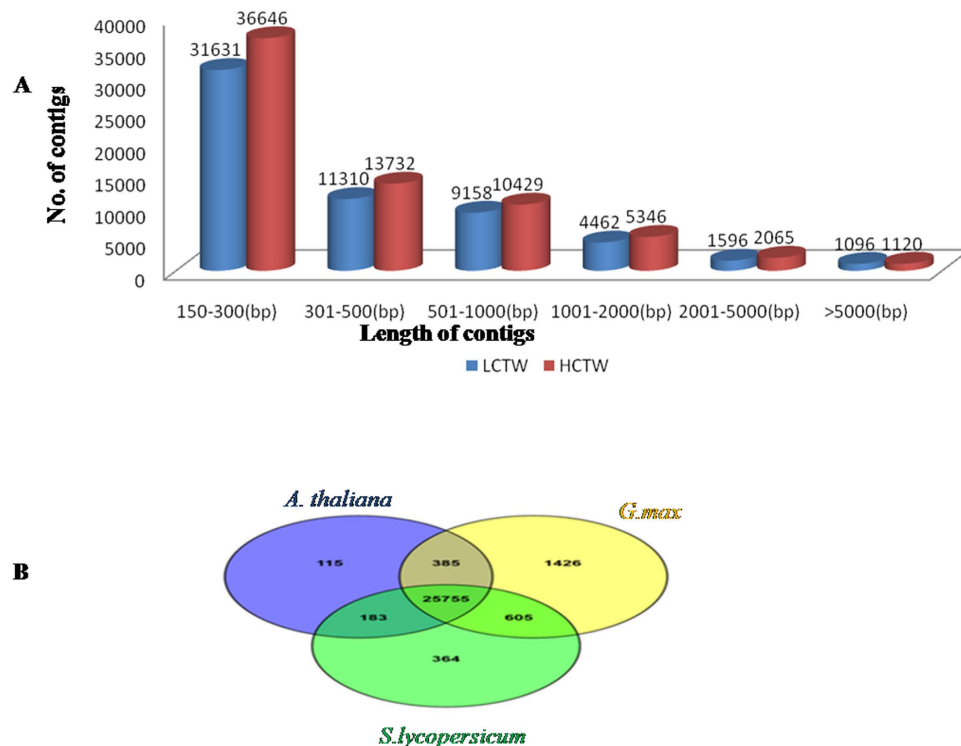 A
No. of contigs
40000
35000
30000
25000
20000
15000
10000
5000
0
31631
36646
11310
13732
9158
10429
4462
5346
1596
2065
1096
1120
150-300(bp)
301-500(bp)
501-1000(bp)
1001-2000(bp)
2001-5000(bp)
>5000(bp)
Length of contigs
LCTW
HCTW
B
A. thaliana
G.max
115
385
1426
25755
183
605
364
S.lycopersicum